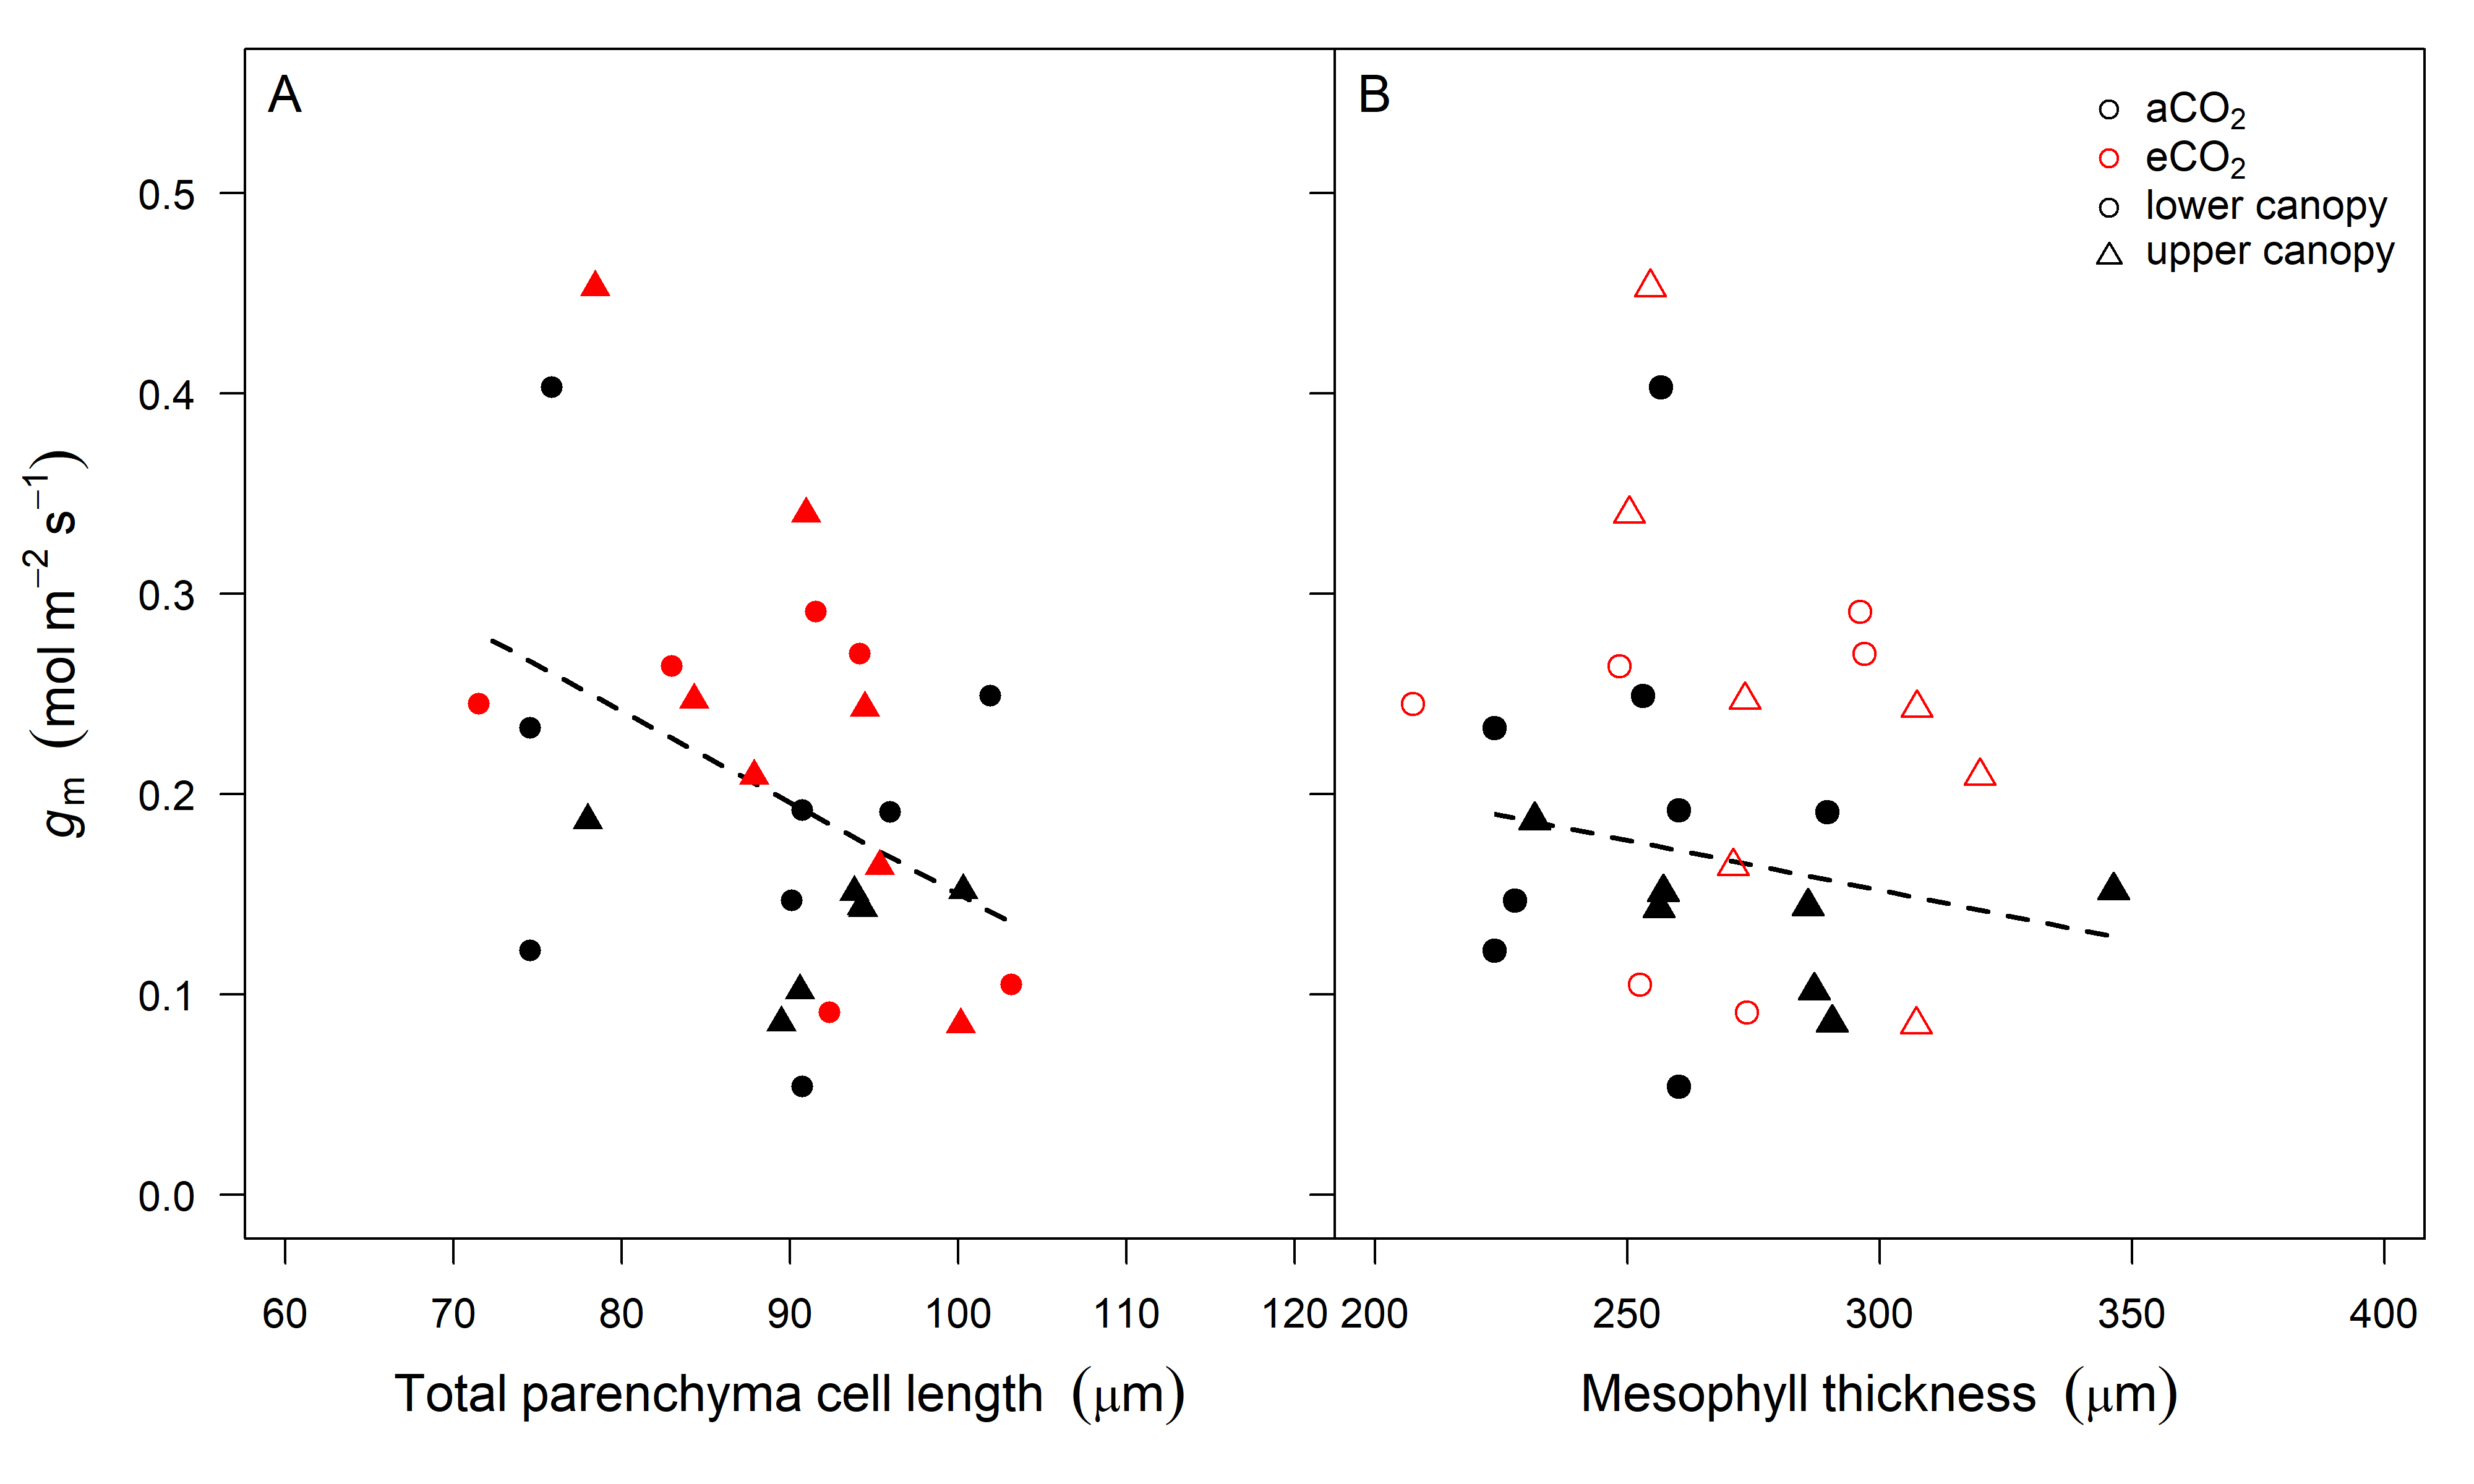 A
B
aCO₂
eCO₂
lower canopy
upper canopy
0.5
0.4
0.3
0.2
0.1
0.0
gₘ (mol m⁻² s⁻¹)
60 70 80 90 100 110 120 200 250 300 350 400
Total parenchyma cell length (μm)
Mesophyll thickness (μm)